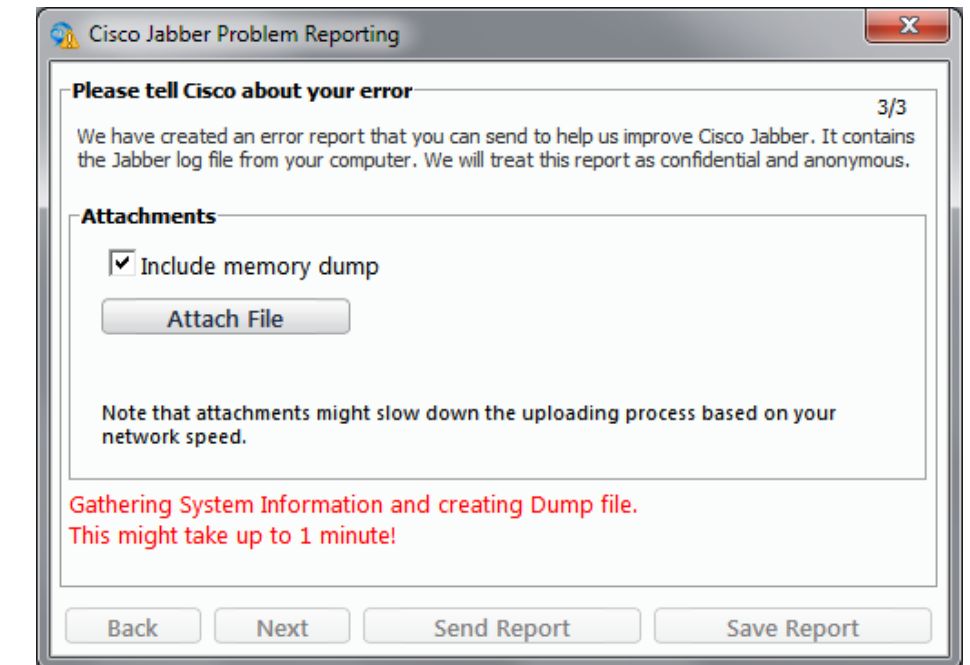 Cisco Jabber Problem Reporting
Please tell Cisco about your error
3/3
We have created an error report that you can send to help us improve Cisco Jabber. It contains
the Jabber log file from your computer. We will treat this report as confidential and anonymous.
Attachments
Include memory dump
Attach File
Note that attachments might slow down the uploading process based on your
network speed.
Gathering System Information and creating Dump file.
This might take up to 1 minute!
Back Next Send Report Save Report